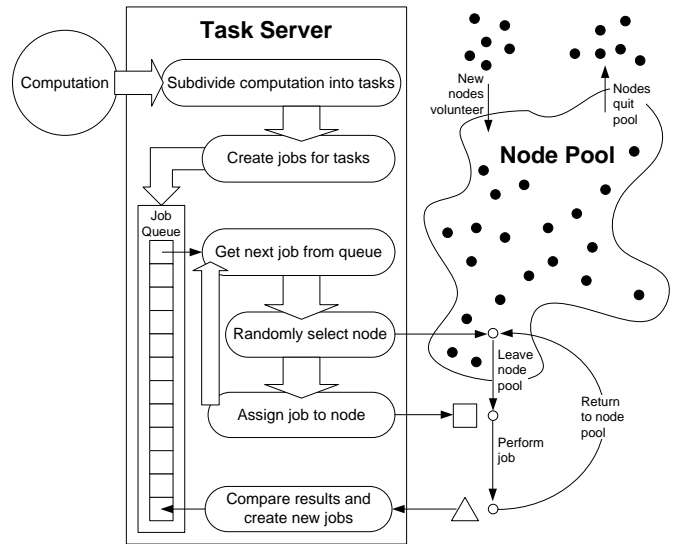 Task Server
Computation
Subdivide computation into tasks
Create jobs for tasks
Job
Queue
Get next job from queue
Randomly select node
Assign job to node
Compare results and
create new jobs
New
nodes
volunteer
Nodes
quit
pool
Node Pool
Leave
node
pool
Perform
job
Return
to node
pool